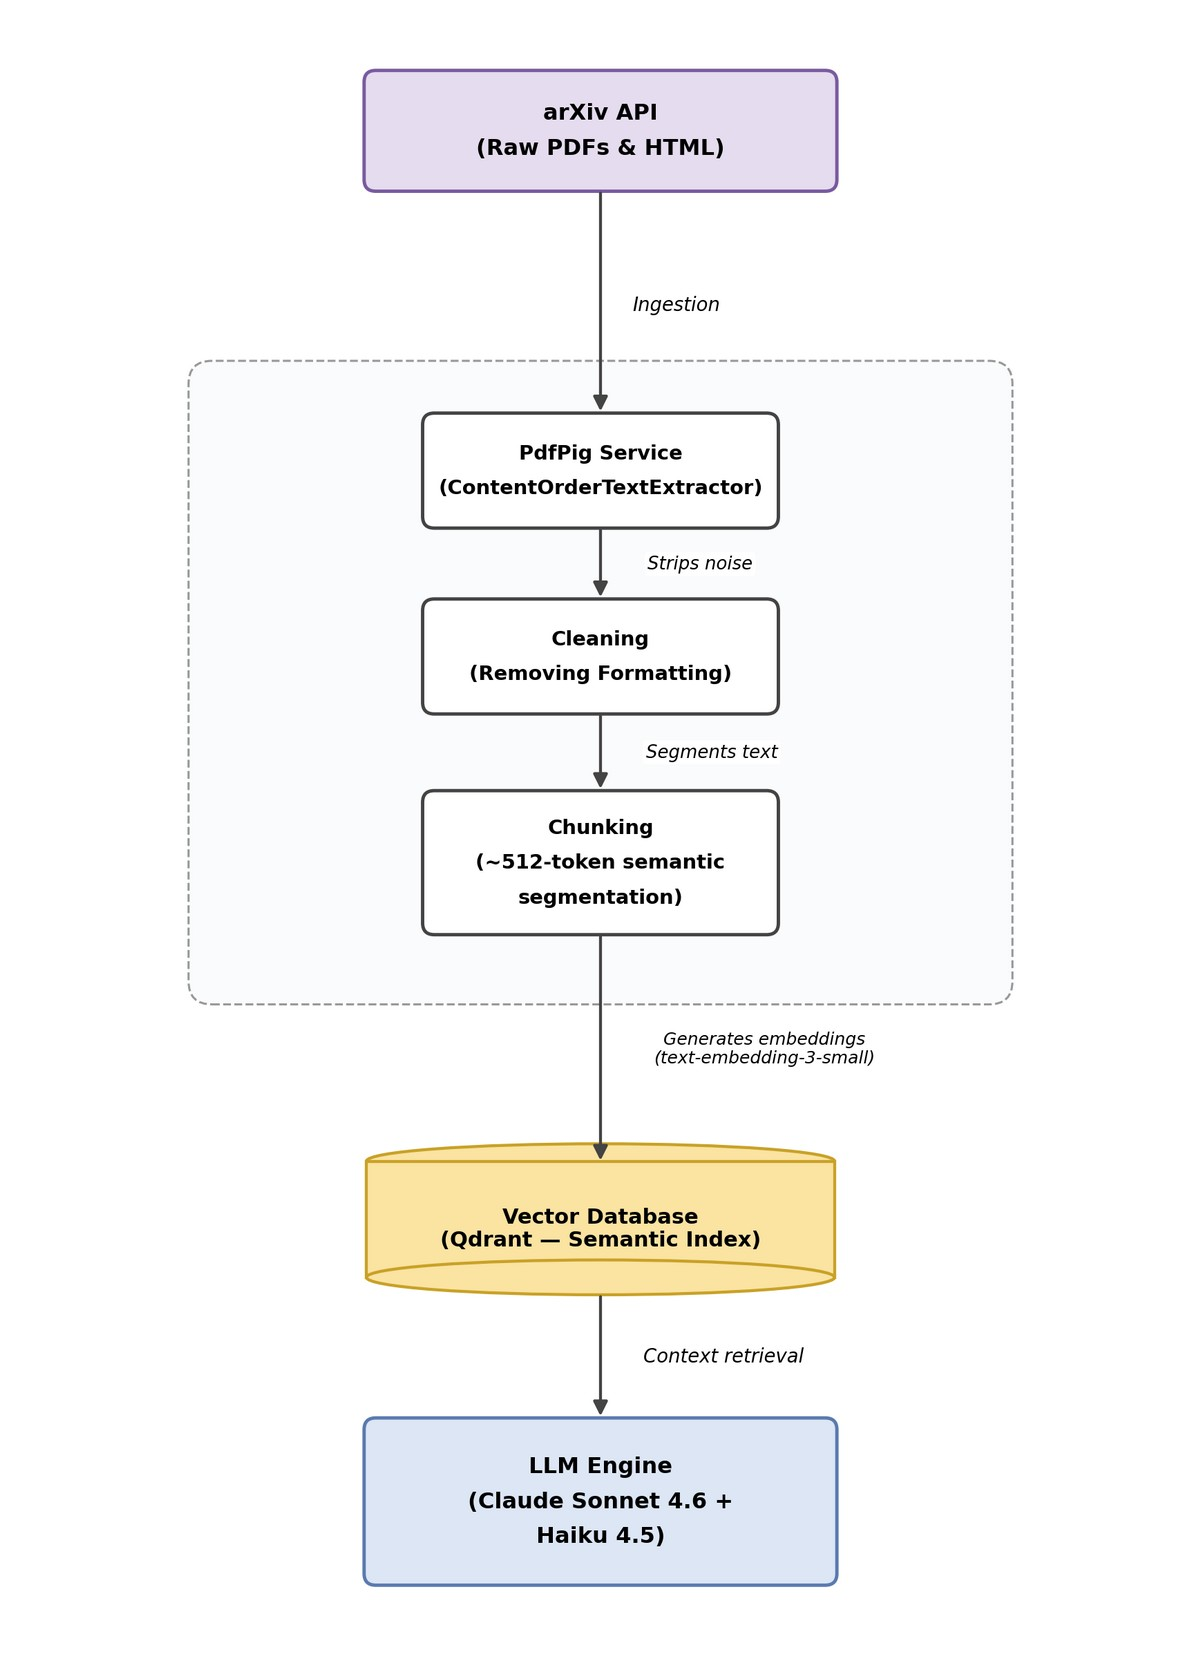 arXiv API
(Raw PDFs & HTML)
Ingestion
PdfPig Service
(ContentOrderTextExtractor)
Strips noise
Cleaning
(Removing Formatting)
Segments text
Chunking
(~512-token semantic
segmentation)
Generates embeddings
(text-embedding-3-small)
Vector Database
(Qdrant — Semantic Index)
Context retrieval
LLM Engine
(Claude Sonnet 4.6 +
Haiku 4.5)